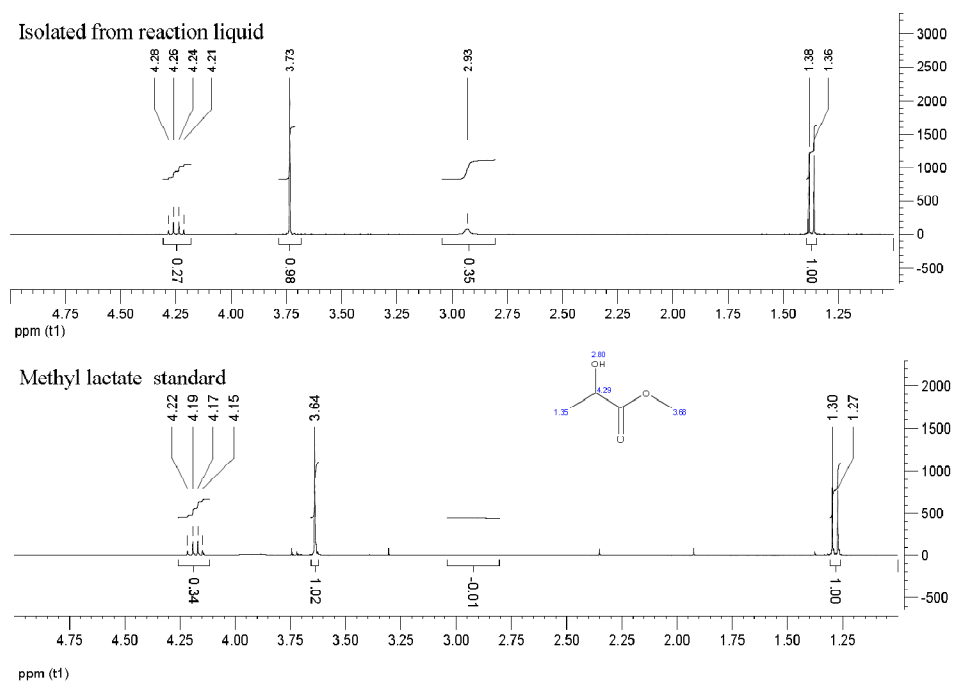 Isolated from reaction liquid
4.28 4.26 4.24 4.21 3.73 2.93 1.38 1.36
3000
2500
2000
1500
1000
500
0
-500
0.27 0.98 0.35 1.00
4.75 4.50 4.25 4.00 3.75 3.50 3.25 3.00 2.75 2.50 2.25 2.00 1.75 1.50 1.25
ppm (t1)
Methyl lactate standard
4.22 4.19 4.17 4.15 3.64 1.30 1.27
2.80
OH
4.29
O
1.35
3.68
O
2000
1500
1000
500
0
-500
0.34 1.02 -0.01 1.00
4.75 4.50 4.25 4.00 3.75 3.50 3.25 3.00 2.75 2.50 2.25 2.00 1.75 1.50 1.25
ppm (t1)